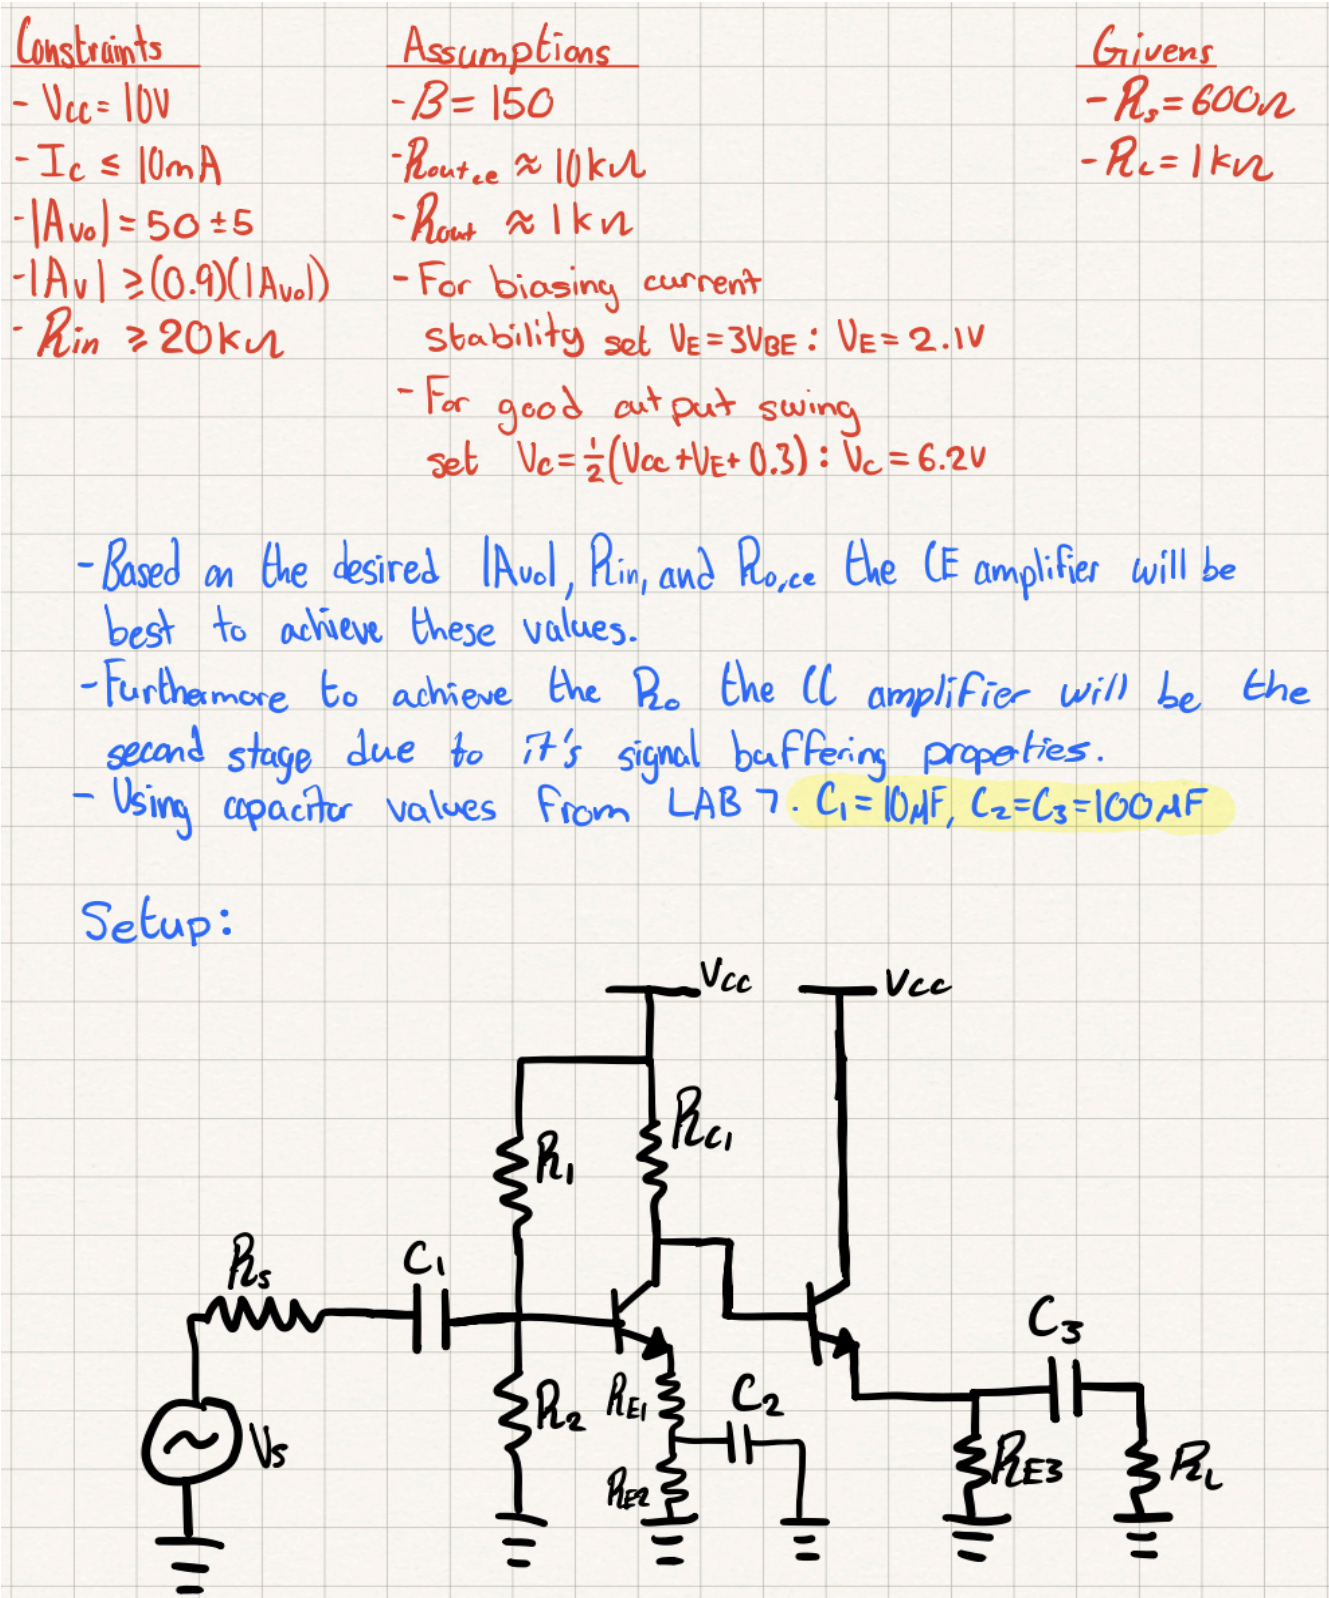 Constraints
- Vcc = 10V
- Ic ≤ 10mA
- |Avo| = 50 ±5
- |Av| ≥ (0.9)(|Avo|)
- Rin ≥ 20kΩ
Assumptions
- B = 150
- Rout,ce ≈ 10kΩ
- Rout ≈ 1kΩ
- For biasing current
stability set VE = 3VBE : VE = 2.1V
- For good output swing
set Vc = 1/2 (Vcc + VE + 0.3) : Vc = 6.2V
Givens
- Rs = 600Ω
- RL = 1kΩ
- Based on the desired |Avo|, Rin, and Ro,ce the CE amplifier will be
best to achieve these values.
- Furthermore to achieve the Ro the CC amplifier will be the
second stage due to it's signal buffering properties.
- Using capacitor values from LAB 7. C1 = 10μF, C2=C3=100μF
Setup:
Vcc
Vcc
RC1
R1
Rs
C1
C3
RE1
C2
R2
Vs
RE3
RL
RE2